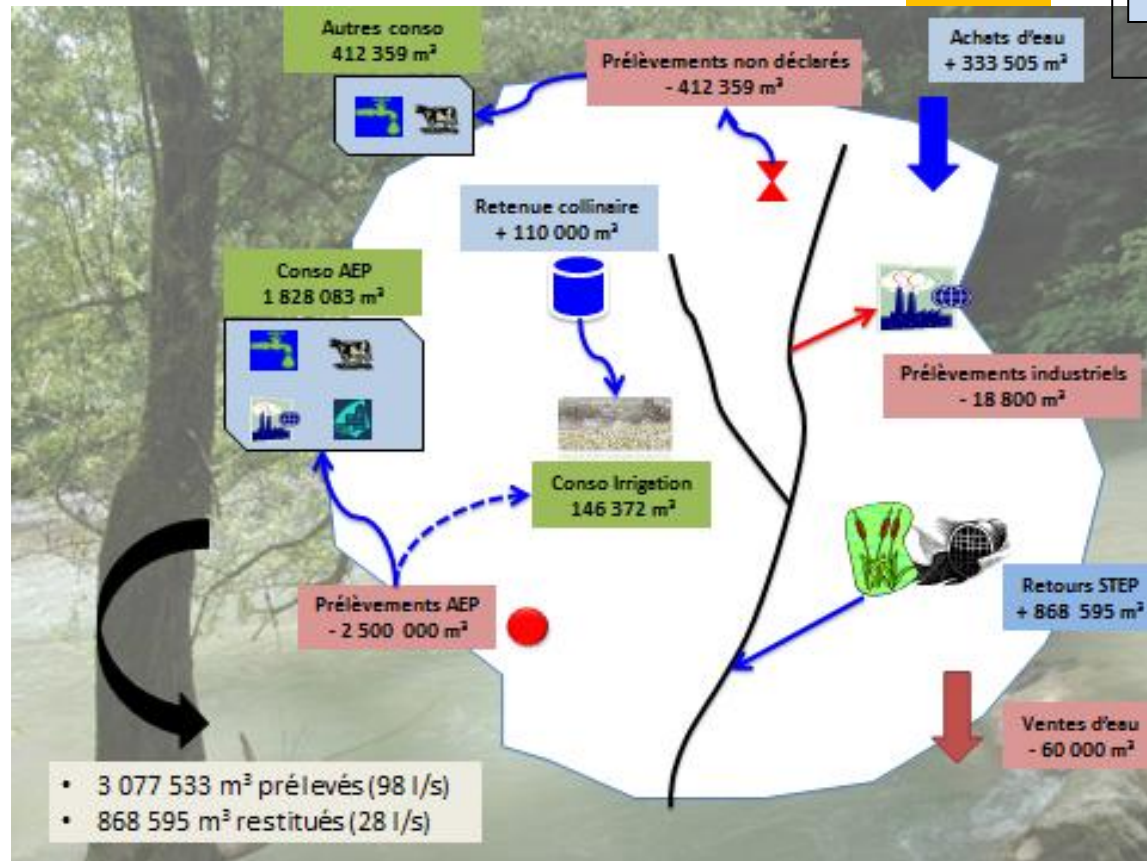 Autres conso
412 359 m³
Prélèvements non déclarés
- 412 359 m³
Achats d'eau
+ 333 505 m³
Retenue collinaire
+ 110 000 m³
Conso AEP
1 828 083 m³
Prélèvements industriels
- 18 800 m³
Conso Irrigation
146 372 m³
Prélèvements AEP
- 2 500 000 m³
Retours STEP
+ 868 595 m³
Ventes d'eau
- 60 000 m³
• 3 077 533 m³ prélevés (98 l/s)
• 868 595 m³ restitués (28 l/s)